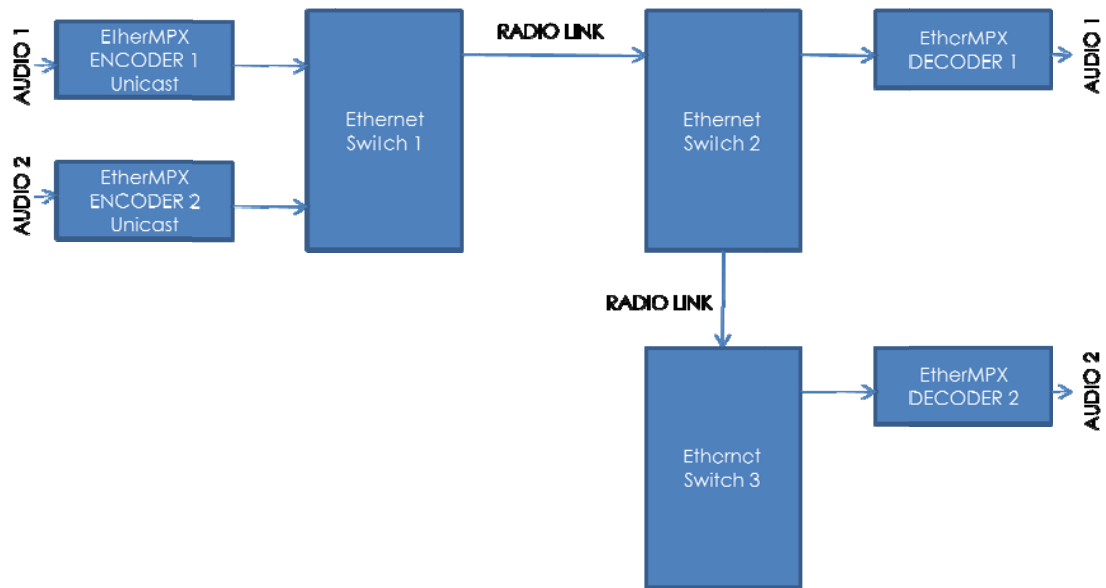 AUDIO 1
EtherMPX
ENCODER 1
Unicast
RADIO LINK
Ethernet
Switch 1
Ethernet
Switch 2
EtherMPX
DECODER 1
AUDIO 1
AUDIO 2
EtherMPX
ENCODER 2
Unicast
RADIO LINK
Ethernet
Switch 3
EtherMPX
DECODER 2
AUDIO 2